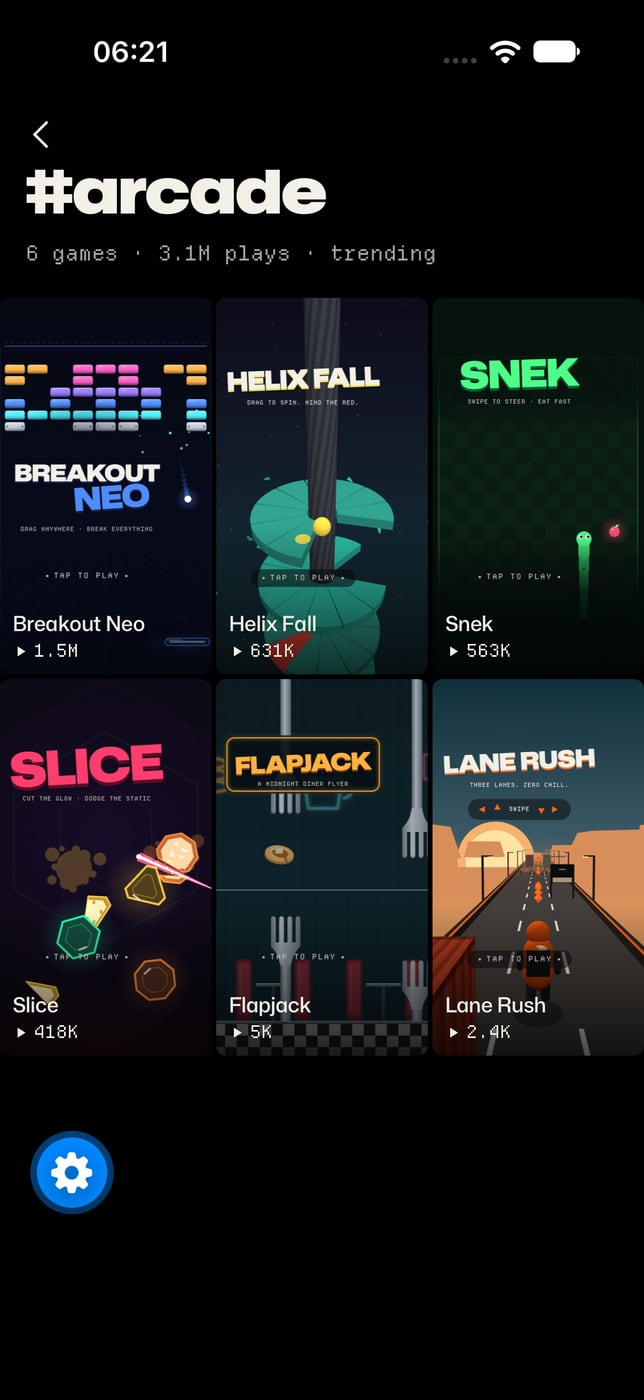 06:21
#arcade
6 games · 3.1M plays · trending
BREAKOUT
NEO
DRAG ANYWHERE · BREAK EVERYTHING
• TAP TO PLAY •
Breakout Neo
▶ 1.5M
HELIX FALL
DRAG TO SPIN. MIND THE RED.
• TAP TO PLAY •
Helix Fall
▶ 631K
SNEK
SWIPE TO STEER · EAT FAST
• TAP TO PLAY •
Snek
▶ 563K
SLICE
CUT THE GLOW · DODGE THE STATIC
• TAP TO PLAY •
Slice
▶ 418K
FLAPJACK
A MIDNIGHT DINER FLYER
• TAP TO PLAY •
Flapjack
▶ 5K
LANE RUSH
THREE LANES. ZERO CHILL.
◀ ▲ SWIPE ▼ ▶
• TAP TO PLAY •
Lane Rush
▶ 2.4K